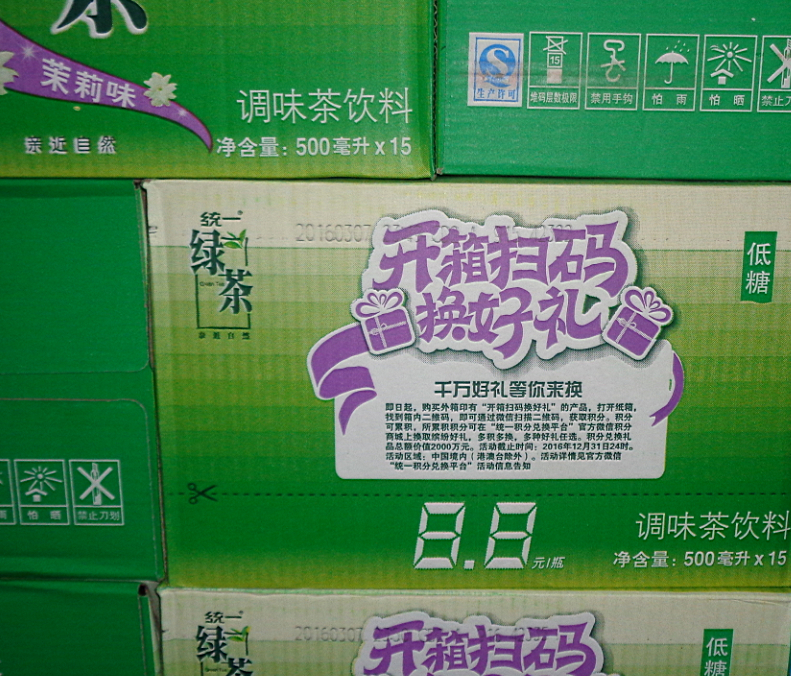 茶
茉莉味
亲近自然
调味茶饮料
净含量: 500毫升x15
生产许可
15
堆码层数极限
禁用手钩
怕雨
怕晒
禁止刀
统一
绿茶
Green Tea
亲近自然
20160307
开箱扫码
换好礼
低糖
千万好礼等你来换
即日起，购买外箱印有“开箱扫码换好礼”的产品，打开纸箱，
找到箱内二维码，即可通过微信扫描二维码，获取积分。积分
可累积，所累积积分可在“统一积分兑换平台”官方微信积分
商城上换取缤纷好礼，多积多换，多种好礼任选。积分兑换礼
品总额价值2000万元。活动截止时间：2016年12月31日24时。
活动区域：中国境内（港澳台除外）。活动详情见官方微信
“统一积分兑换平台”活动信息告知
8.8
元/瓶
调味茶饮料
净含量: 500毫升x15
雨
怕晒
禁止刀划
统一
绿茶
20160307
开箱扫码
低糖